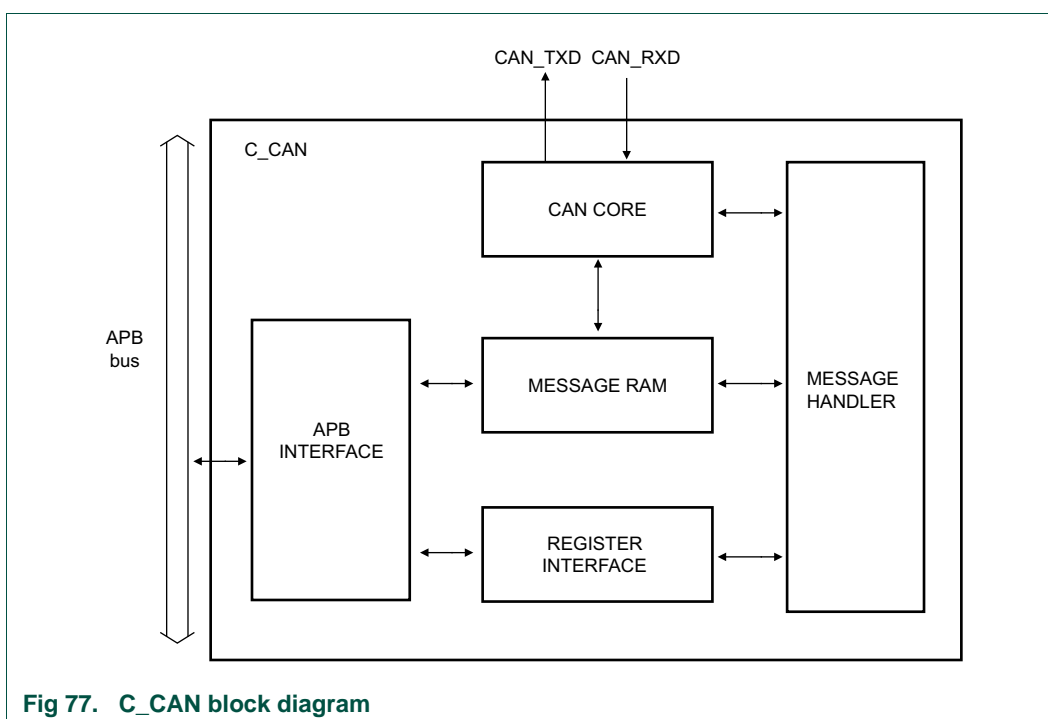 CAN_TXD CAN_RXD
C_CAN
CAN CORE
APB
bus
MESSAGE RAM
MESSAGE
HANDLER
APB
INTERFACE
REGISTER
INTERFACE
Fig 77. C_CAN block diagram